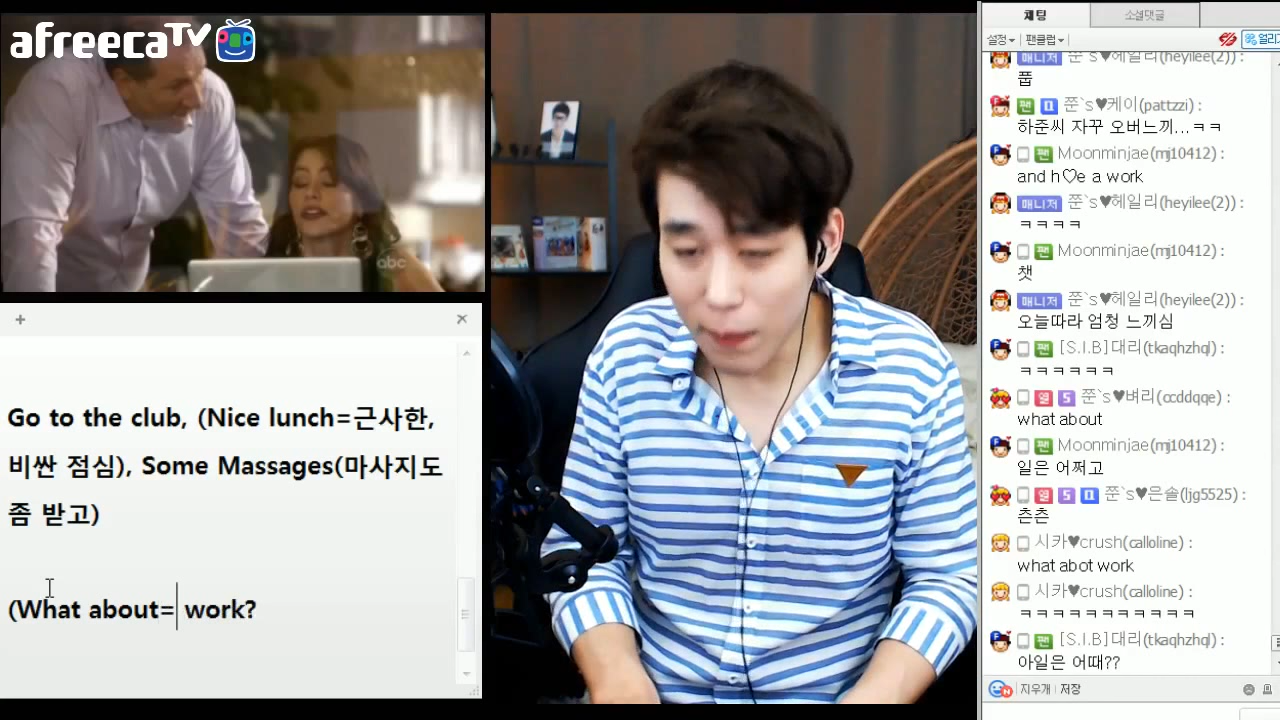 afreecaTV
abc
Go to the club, (Nice lunch=근사한,
비싼 점심), Some Massages(마사지도
좀 받고)
(What about= work?
채팅
소셜댓글
설정
팬클럽
매니저 쭌`s♥헤일리(heyilee(2)) :
풉
팬 쭌`s♥케이(pattzzi) :
하준씨 자꾸 오버느끼...ㅋㅋ
팬 Moonminjae(mj10412) :
and h♡e a work
매니저 쭌`s♥헤일리(heyilee(2)) :
ㅋㅋㅋㅋ
팬 Moonminjae(mj10412) :
챗
매니저 쭌`s♥헤일리(heyilee(2)) :
오늘따라 엄청 느끼심
팬 [S.I.B]대리(tkaqhzhql) :
ㅋㅋㅋㅋㅋㅋ
열 S 쭌`s♥벼리(ccddqqe) :
what about
팬 Moonminjae(mj10412) :
일은 어쩌고
열 S 쭌`s♥은솔(ljg5525) :
츤츤
시카♥crush(calloline) :
what abot work
시카♥crush(calloline) :
ㅋㅋㅋㅋㅋㅋㅋㅋㅋㅋㅋ
팬 [S.I.B]대리(tkaqhzhql) :
아일은 어때??
지우개 저장